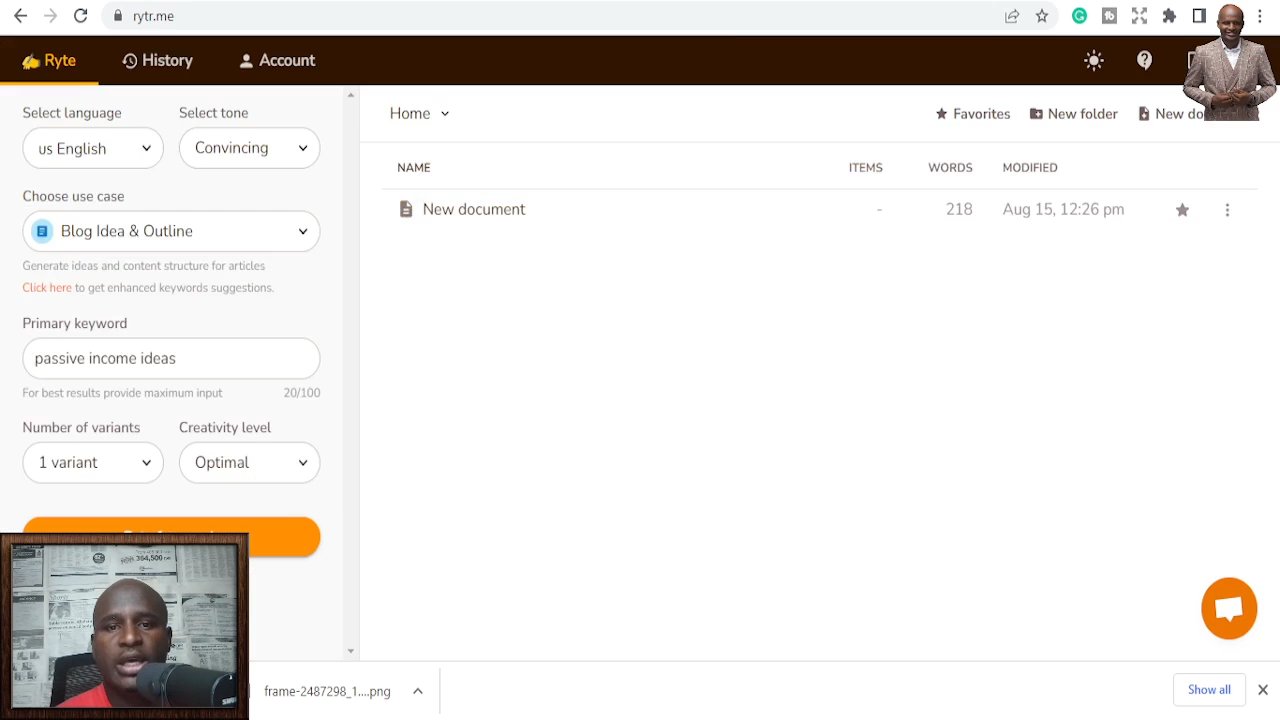 rytr.me
Ryte
History
Account
Select language
Select tone
us English
Convincing
Choose use case
Blog Idea & Outline
Generate ideas and content structure for articles
Click here to get enhanced keywords suggestions.
Primary keyword
passive income ideas
For best results provide maximum input
20/100
Number of variants
Creativity level
1 variant
Optimal
Home
Favorites
New folder
New do
NAME
ITEMS
WORDS
MODIFIED
New document
-
218
Aug 15, 12:26 pm
frame-2487298_1....png
Show all